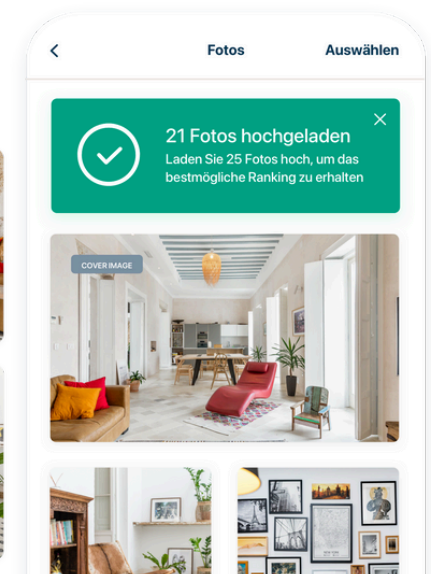 Fotos
Auswählen
21 Fotos hochgeladen
Laden Sie 25 Fotos hoch, um das
bestmögliche Ranking zu erhalten
COVER IMAGE